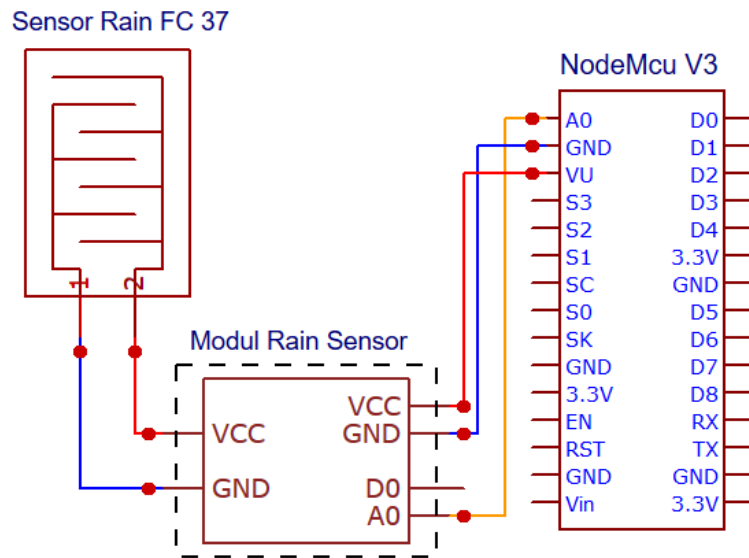 Sensor Rain FC 37
1
2
Modul Rain Sensor
VCC
GND
VCC
GND
D0
A0
NodeMcu V3
A0 D0
GND D1
VU D2
S3 D3
S2 D4
S1 3.3V
SC GND
S0 D5
SK D6
GND D7
3.3V D8
EN RX
RST TX
GND GND
Vin 3.3V